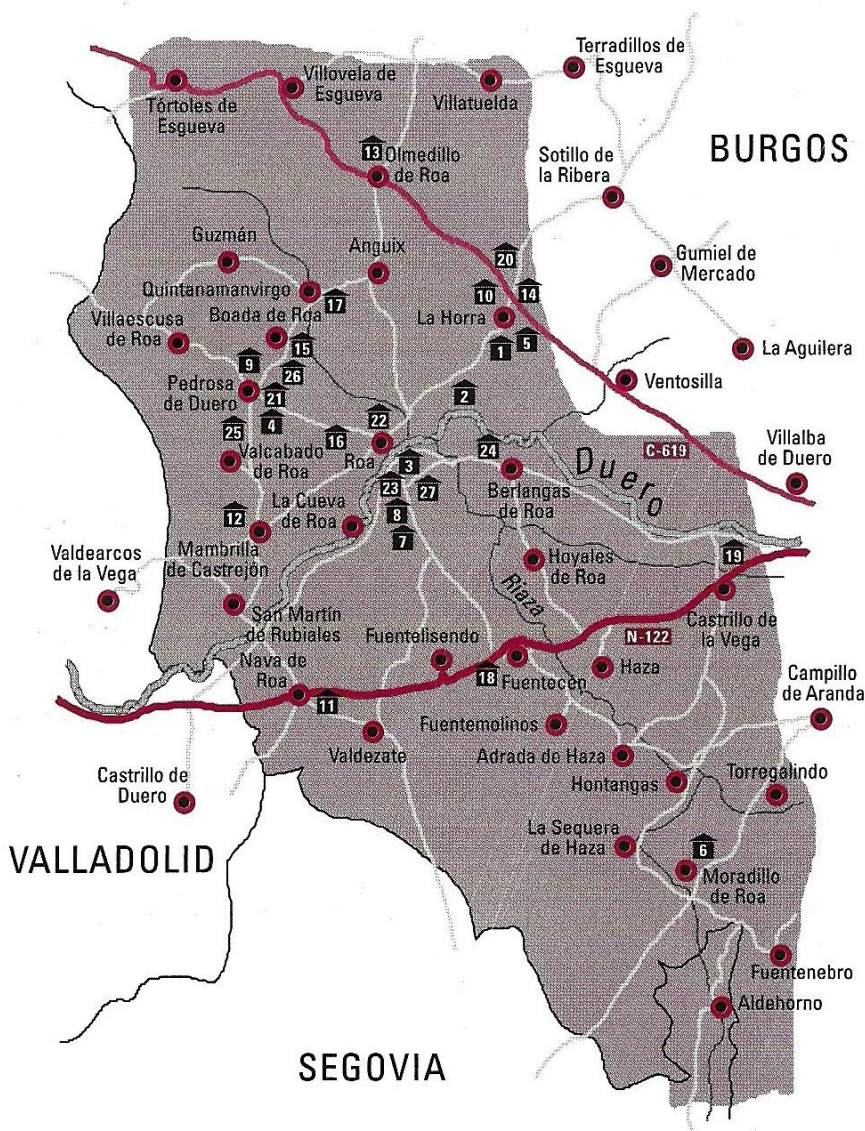 Terradillos de
Esgueva
Villovela de
Esgueva
Tórtoles de
Esgueva
Villatuelda
BURGOS
13
Olmedillo
de Roa
Sotillo de
la Ribera
Guzmán
Anguix
20
Gumiel de
Mercado
Quintanamanvirgo
17
10
14
Boada de Roa
La Horra
Villaescusa
de Roa
15
1
5
La Aguilera
9
26
Pedrosa
de Duero
21
2
Ventosilla
4
22
25
16
Roa
C-619
Villalba
de Duero
Valcabado
de Roa
3
24
Duero
23
27
Berlangas
de Roa
La Cueva
de Roa
8
12
7
19
Mambrilla
de Castrejón
Valdearcos
de la Vega
Hoyales
de Roa
Riaza
San Martín
de Rubiales
Castrillo de
la Vega
Fuentelisendo
N-122
Nava de
Roa
18
Fuentecén
Haza
Campillo
de Aranda
11
Valdezate
Fuentemolinos
Adrada de Haza
Castrillo de
Duero
Hontangas
Torregalindo
La Sequera
de Haza
VALLADOLID
6
Moradillo
de Roa
Fuentenebro
Aldehorno
SEGOVIA